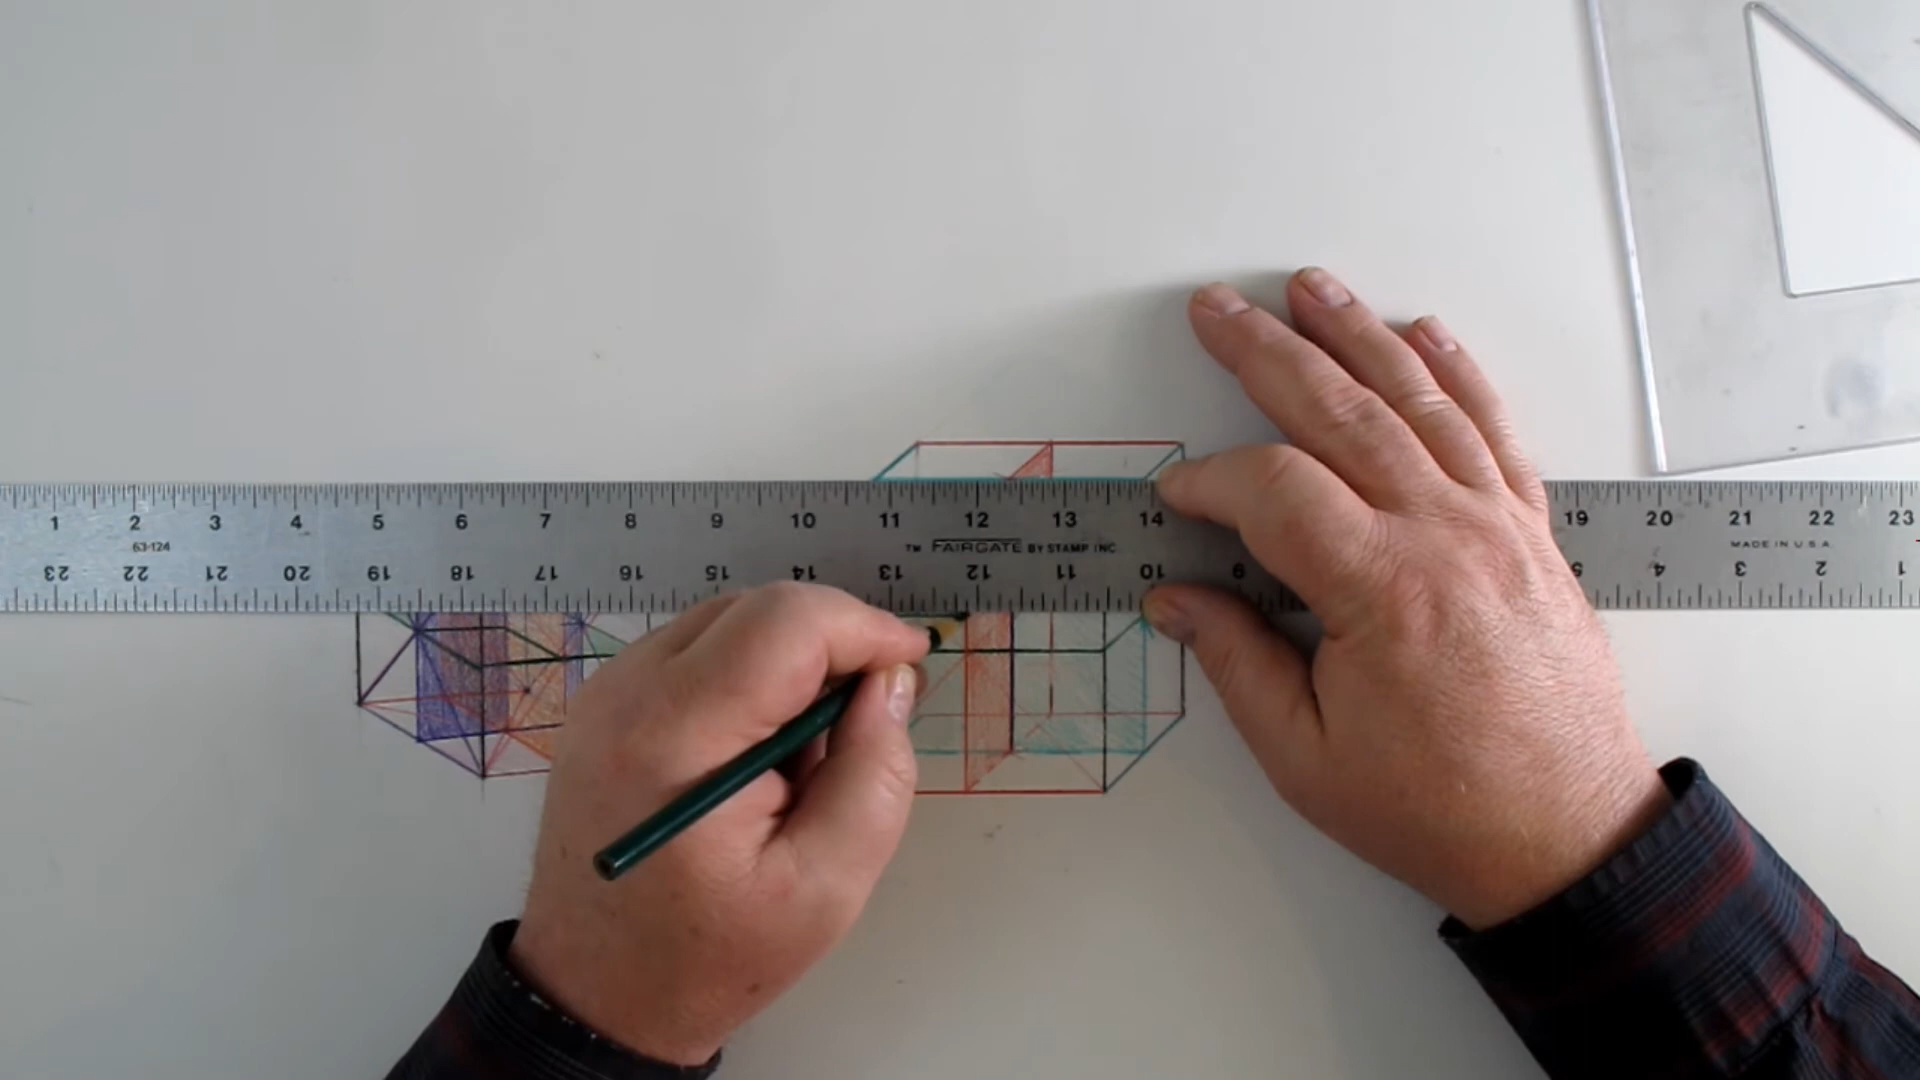 1 2 3 4 5 6 7 8 9 10 11 12 13 14 19 20 21 22 23
63-124 ™ FAIRGATE BY STAMP INC. MADE IN U.S.A.
23 22 21 20 19 18 17 16 15 14 13 12 11 10 9 5 4 3 2 1